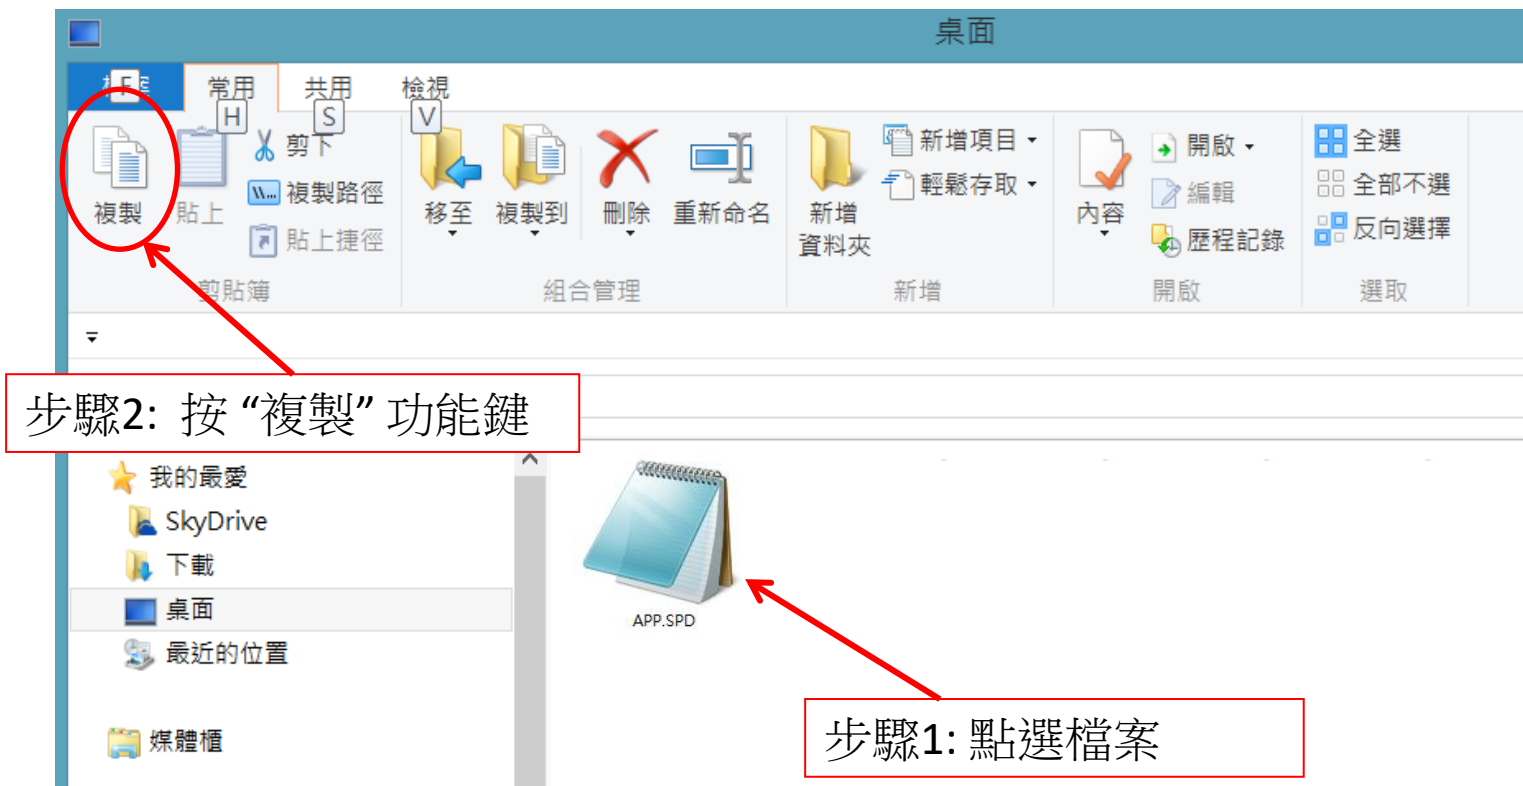 桌面
F
常用
共用
檢視
H
S
V
複製
貼上
剪下
複製路徑
貼上捷徑
剪貼簿
移至
複製到
刪除
重新命名
組合管理
新增
資料夾
新增項目
輕鬆存取
新增
內容
開啟
編輯
歷程記錄
開啟
全選
全部不選
反向選擇
選取
步驟2: 按 “複製” 功能鍵
我的最愛
SkyDrive
下載
桌面
最近的位置
媒體櫃
APP.SPD
步驟1: 點選檔案